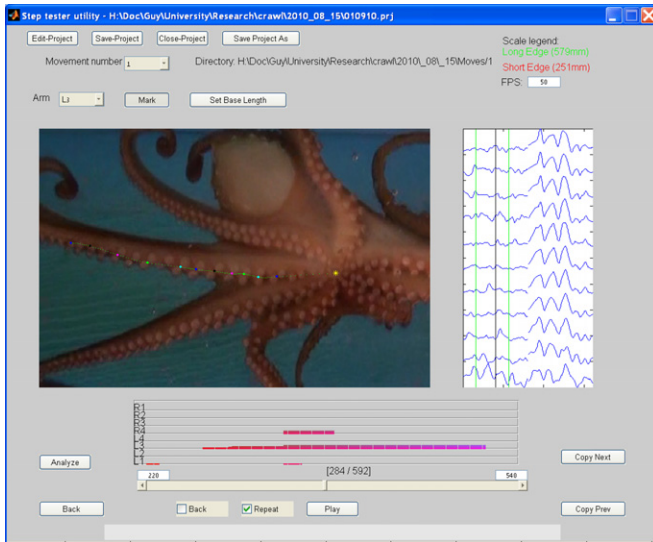 Step tester utility - H:\Doc\Guy\University\Research\crawl\2010_08_15\010910.prj
Edit-Project Save-Project Close-Project Save Project As
Scale legend:
Long Edge (579mm)
Movement number 1 Directory: H:\Doc\Guy\University\Research\crawl\2010\_08\_15\Moves/1
Short Edge (251mm)
FPS: 50
Arm L3 Mark Set Base Length
R1
R2
R3
R4
L4
L3
L2
L1
Analyze
Copy Next
220 [284 / 592] 540
Back Back Repeat Play Copy Prev